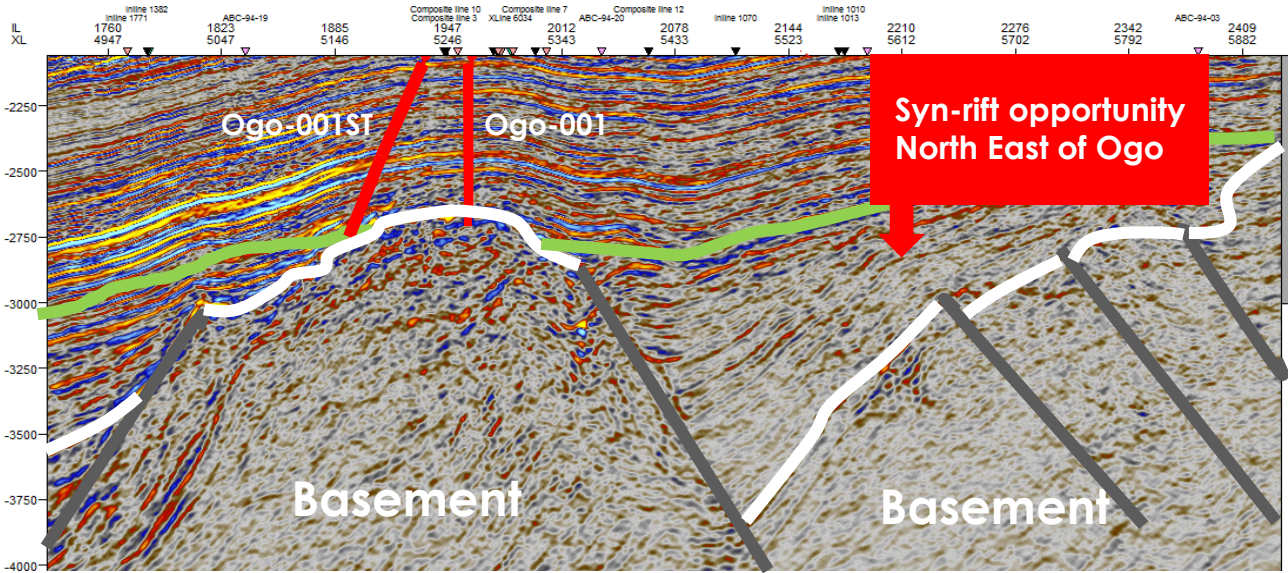 Inline 1382
Inline 1771
ABC-94-19
Composite line 10
Composite line 3
Composite line 7
XLine 6034
ABC-94-20
Composite line 12
Inline 1070
Inline 1010
Inline 1013
ABC-94-03
IL 1760 1823 1885 1947 2012 2078 2144 2210 2276 2342 2409
XL 4947 5047 5146 5246 5343 5433 5523 5612 5702 5792 5882
-2250
-2500
-2750
-3000
-3250
-3500
-3750
-4000
Ogo-001ST
Ogo-001
Syn-rift opportunity
North East of Ogo
Basement
Basement